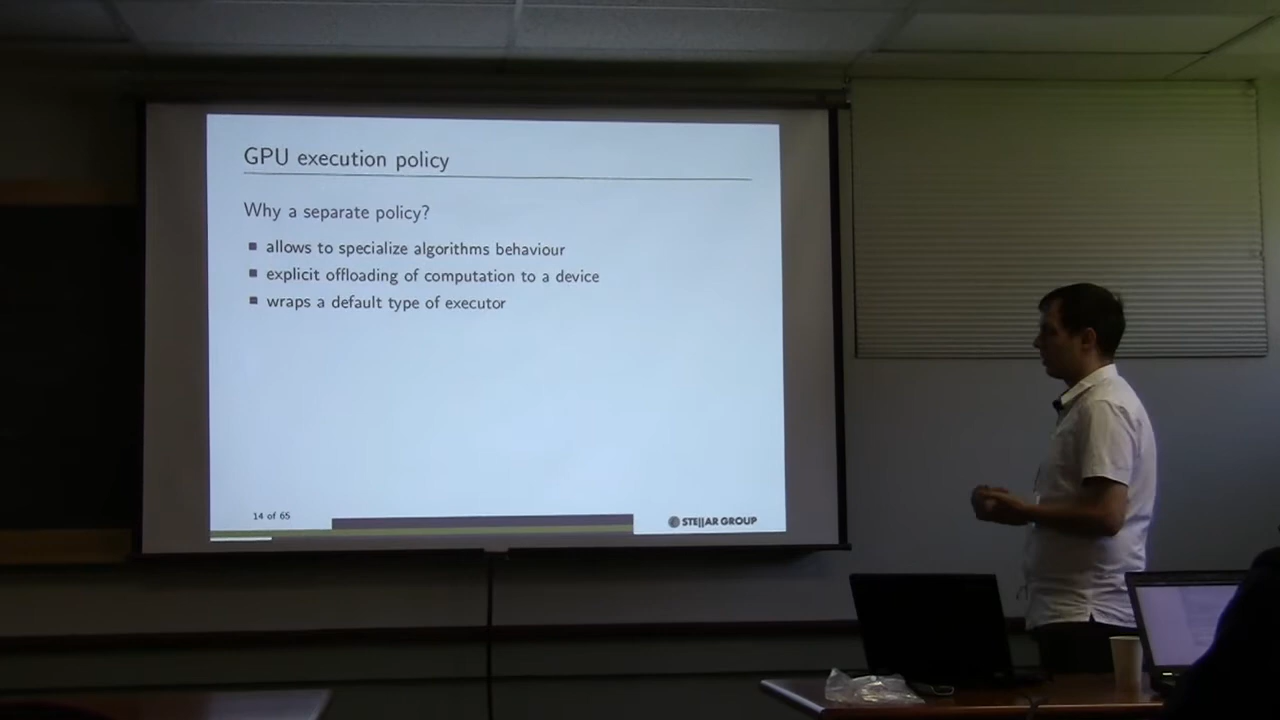 GPU execution policy
Why a separate policy?
allows to specialize algorithms behaviour
explicit offloading of computation to a device
wraps a default type of executor
14 of 65
STE||AR GROUP